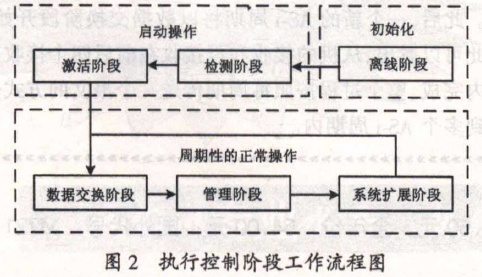 启动操作
初始化
激活阶段
检测阶段
离线阶段
周期性的正常操作
数据交换阶段
管理阶段
系统扩展阶段
图2 执行控制阶段工作流程图